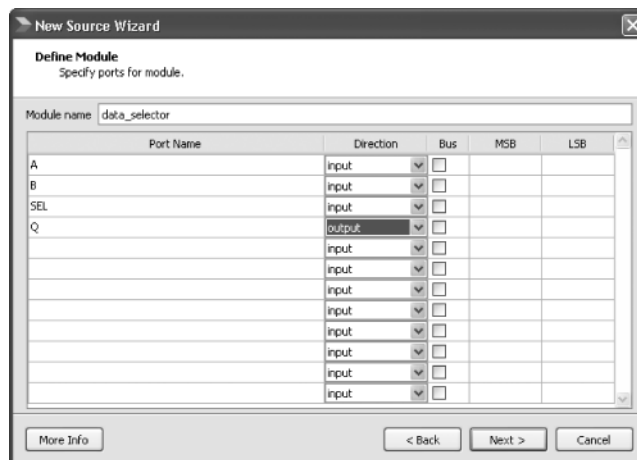 New Source Wizard
Define Module
Specify ports for module.
Module name data_selector
Port Name Direction Bus MSB LSB
A input
B input
SEL input
Q output
input
input
input
input
input
input
input
input
More Info < Back Next > Cancel